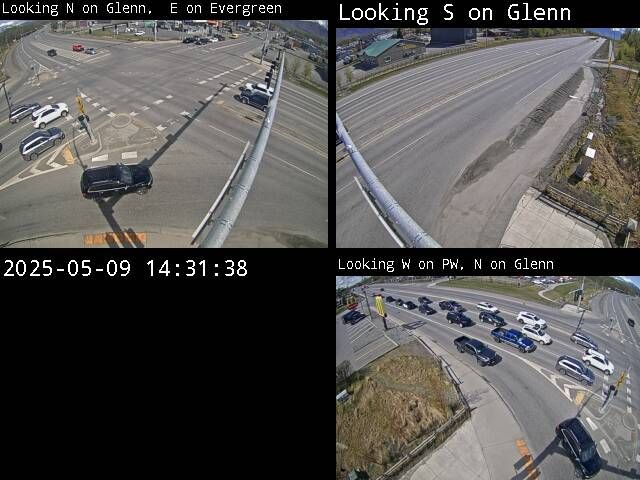 Looking N on Glenn,  E on Evergreen
Looking S on Glenn
2025-05-09 14:31:38
Looking W on PW, N on Glenn